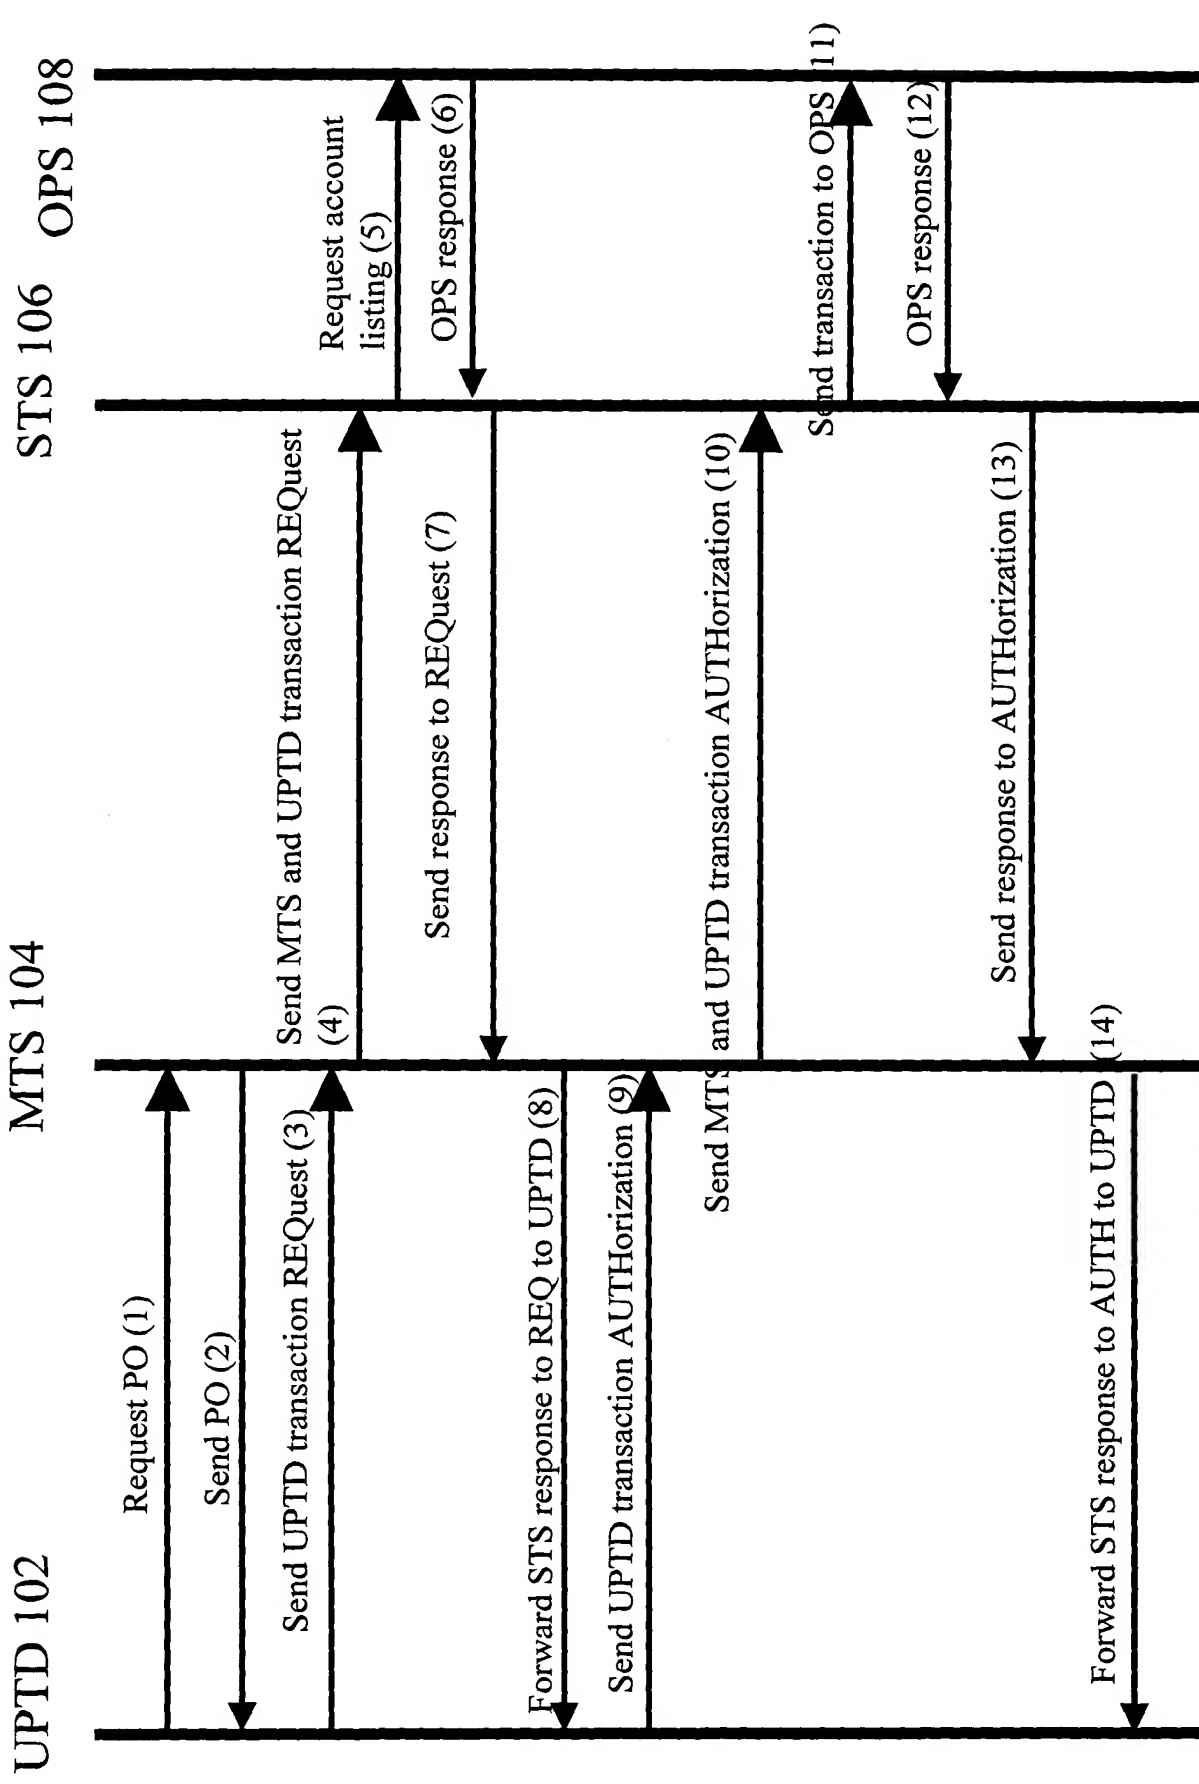 UPTD 102
MTS 104
STS 106
OPS 108
Request PO (1)
Send PO (2)
Send UPTD transaction REQuest (3)
Send MTS and UPTD transaction REQuest
(4)
Request account
listing (5)
OPS response (6)
Send response to REQuest (7)
Forward STS response to REQ to UPTD (8)
Send UPTD transaction AUTHorization (9)
Send MTS and UPTD transaction AUTHorization (10)
Send transaction to OPS 11)
OPS response (12)
Send response to AUTHorization (13)
Forward STS response to AUTH to UPTD (14)